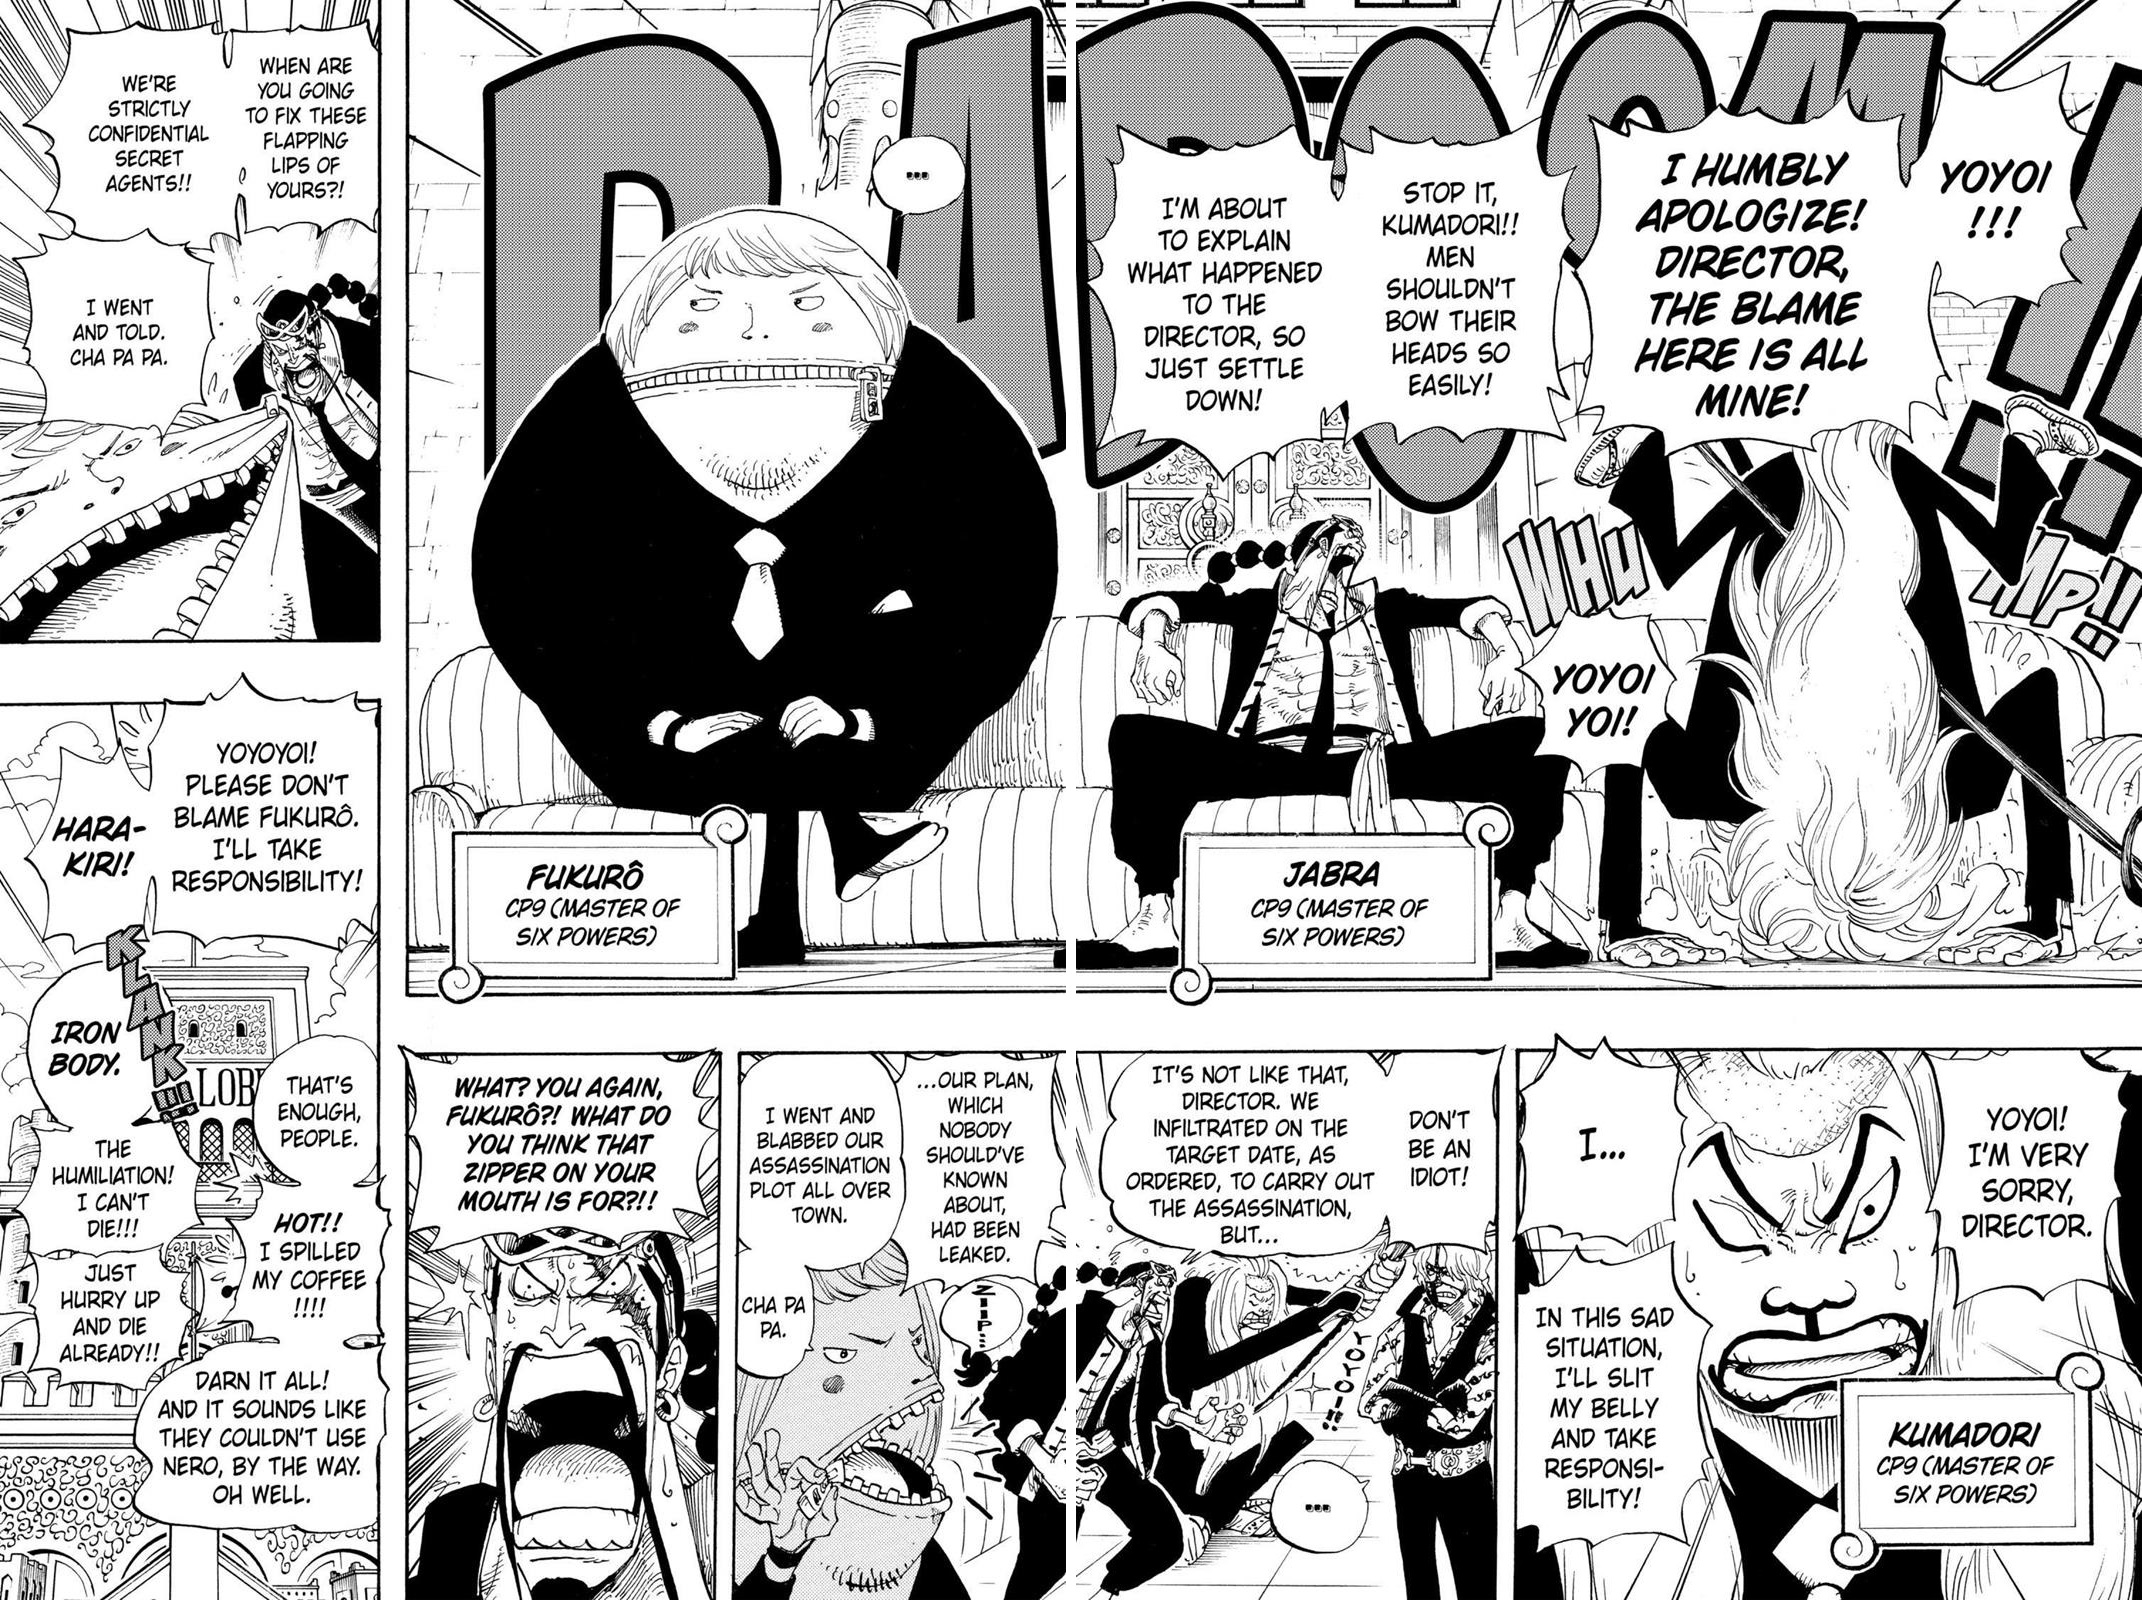 BADOOM!!
YOYOI
!!!
I HUMBLY
APOLOGIZE!
DIRECTOR,
THE BLAME
HERE IS ALL
MINE!
STOP IT,
KUMADORI!!
MEN
SHOULDN'T
BOW THEIR
HEADS SO
EASILY!
I'M ABOUT
TO EXPLAIN
WHAT HAPPENED
TO THE
DIRECTOR, SO
JUST SETTLE
DOWN!
...
WHUMP!!
YOYOI
YOI!
JABRA
CP9 (MASTER OF
SIX POWERS)
FUKURÔ
CP9 (MASTER OF
SIX POWERS)
YOYOI!
I'M VERY
SORRY,
DIRECTOR.
I...
IN THIS SAD
SITUATION,
I'LL SLIT
MY BELLY
AND TAKE
RESPONSI-
BILITY!
KUMADORI
CP9 (MASTER OF
SIX POWERS)
DON'T
BE AN
IDIOT!
IT'S NOT LIKE THAT,
DIRECTOR. WE
INFILTRATED ON THE
TARGET DATE, AS
ORDERED, TO CARRY OUT
THE ASSASSINATION,
BUT...
YOYOI!!
...
...OUR PLAN,
WHICH
NOBODY
SHOULD'VE
KNOWN
ABOUT,
HAD BEEN
LEAKED.
ZIIP...
I WENT AND
BLABBED OUR
ASSASSINATION
PLOT ALL OVER
TOWN.
CHA PA
PA.
WHAT? YOU AGAIN,
FUKURÔ?! WHAT DO
YOU THINK THAT
ZIPPER ON YOUR
MOUTH IS FOR?!!
WHEN ARE
YOU GOING
TO FIX THESE
FLAPPING
LIPS OF
YOURS?!
WE'RE
STRICTLY
CONFIDENTIAL
SECRET
AGENTS!!
I WENT
AND TOLD.
CHA PA PA.
YOYOYOI!
PLEASE DON'T
BLAME FUKURÔ.
I'LL TAKE
RESPONSIBILITY!
HARA-
KIRI!
KLANK!!!
IRON
BODY.
LOB
THAT'S
ENOUGH,
PEOPLE.
THE
HUMILIATION!
I CAN'T
DIE!!!
HOT!!
I SPILLED
MY COFFEE
!!!!
JUST
HURRY UP
AND DIE
ALREADY!!
DARN IT ALL!
AND IT SOUNDS LIKE
THEY COULDN'T USE
NERO, BY THE WAY.
OH WELL.